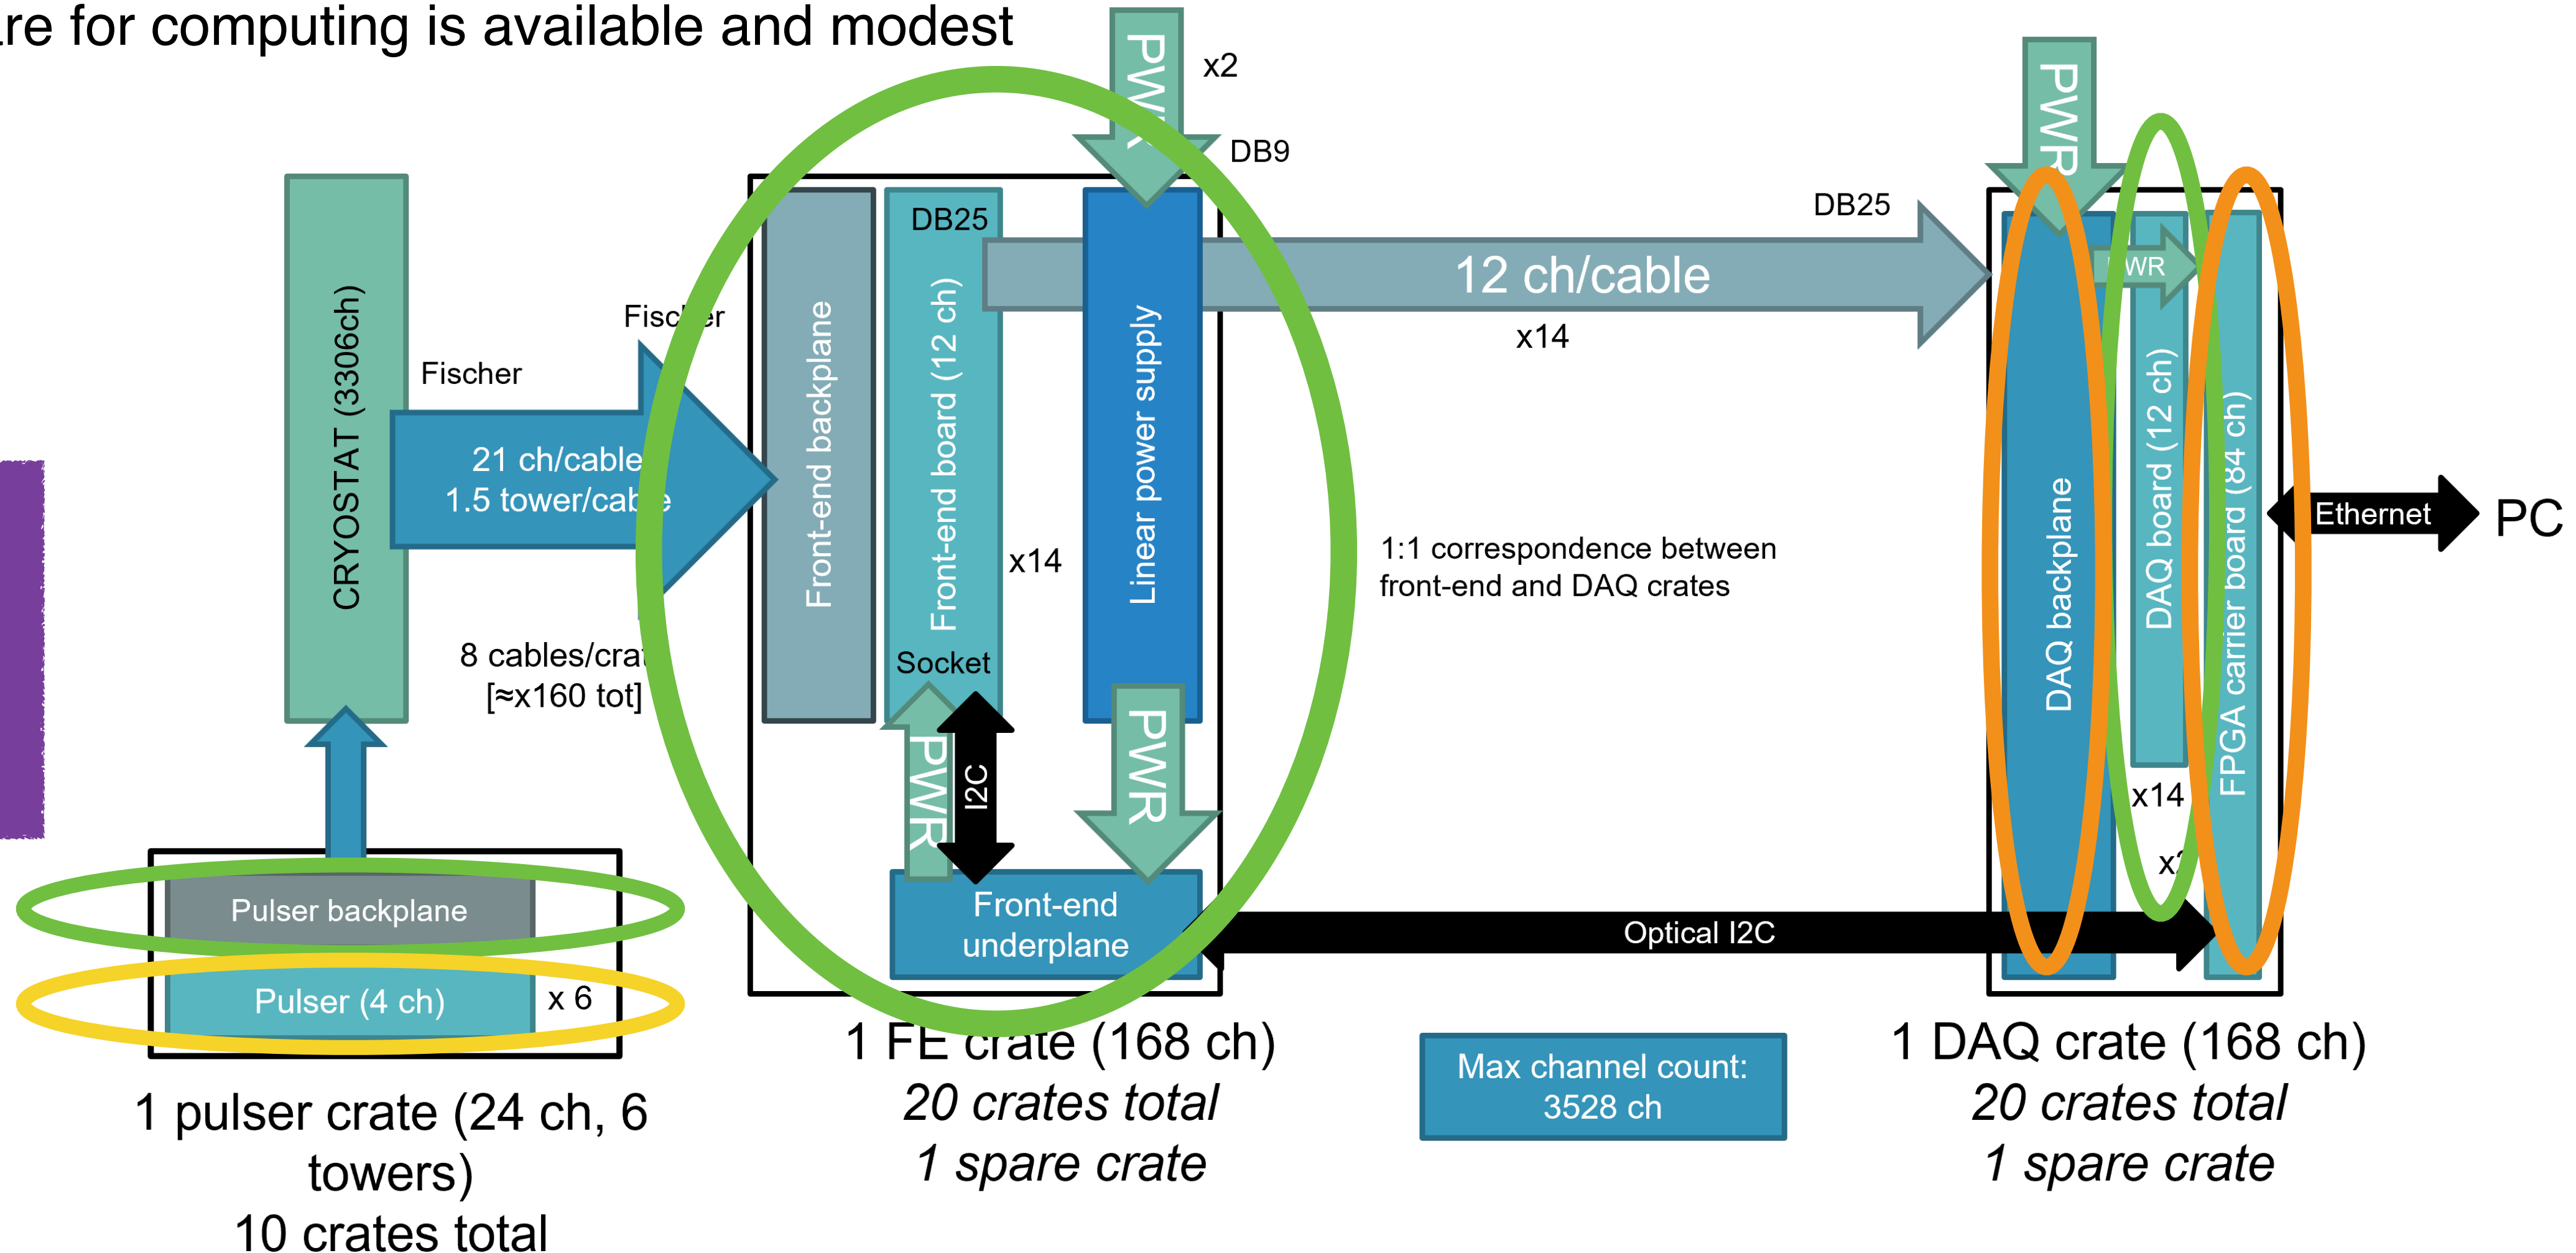 are for computing is available and modest
PWR
x2
DB9
PWR
CRYOSTAT (3306ch)
Fischer
Fischer
21 ch/cable
1.5 tower/cable
8 cables/crat
[≈x160 tot]
Front-end backplane
DB25
Front-end board (12 ch)
Socket
x14
Linear power supply
PWR
I2C
PWR
Front-end
underplane
12 ch/cable
x14
DB25
1:1 correspondence between
front-end and DAQ crates
DAQ backplane
PWR
DAQ board (12 ch)
x14
FPGA carrier board (84 ch)
Ethernet
PC
Optical I2C
Pulser backplane
Pulser (4 ch)
x 6
1 pulser crate (24 ch, 6
towers)
10 crates total
1 FE crate (168 ch)
20 crates total
1 spare crate
Max channel count:
3528 ch
1 DAQ crate (168 ch)
20 crates total
1 spare crate